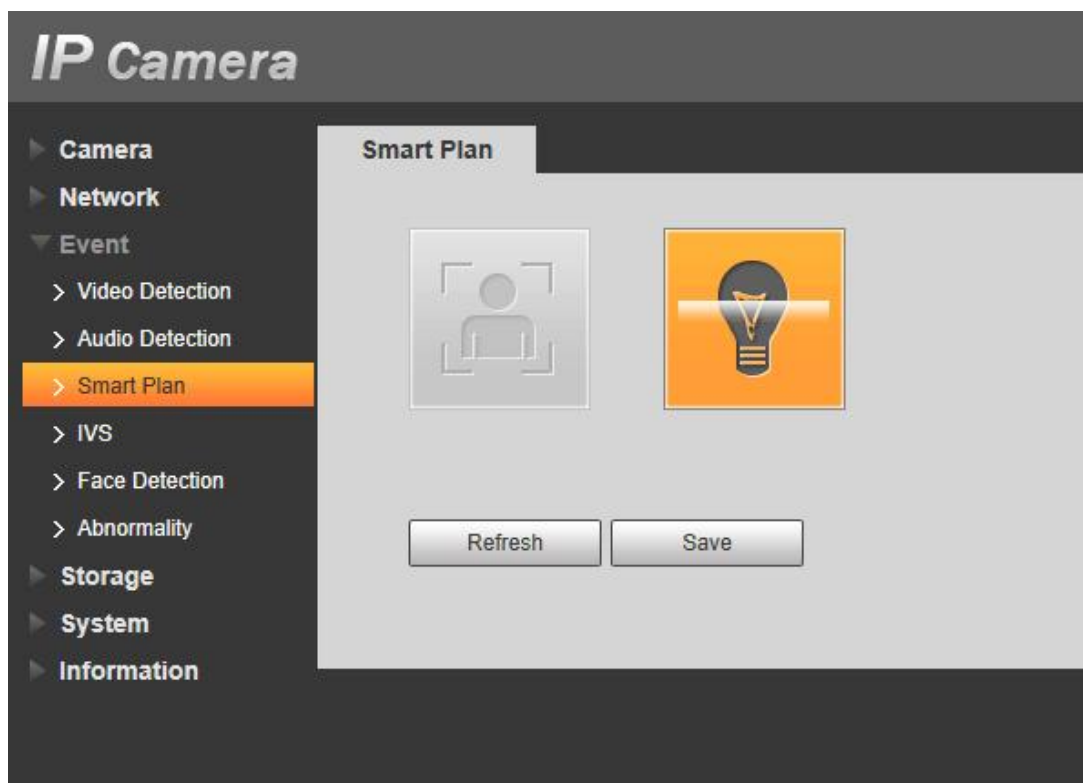 IP Camera
Camera
Network
Event
Video Detection
Audio Detection
Smart Plan
IVS
Face Detection
Abnormality
Storage
System
Information
Smart Plan
Refresh Save